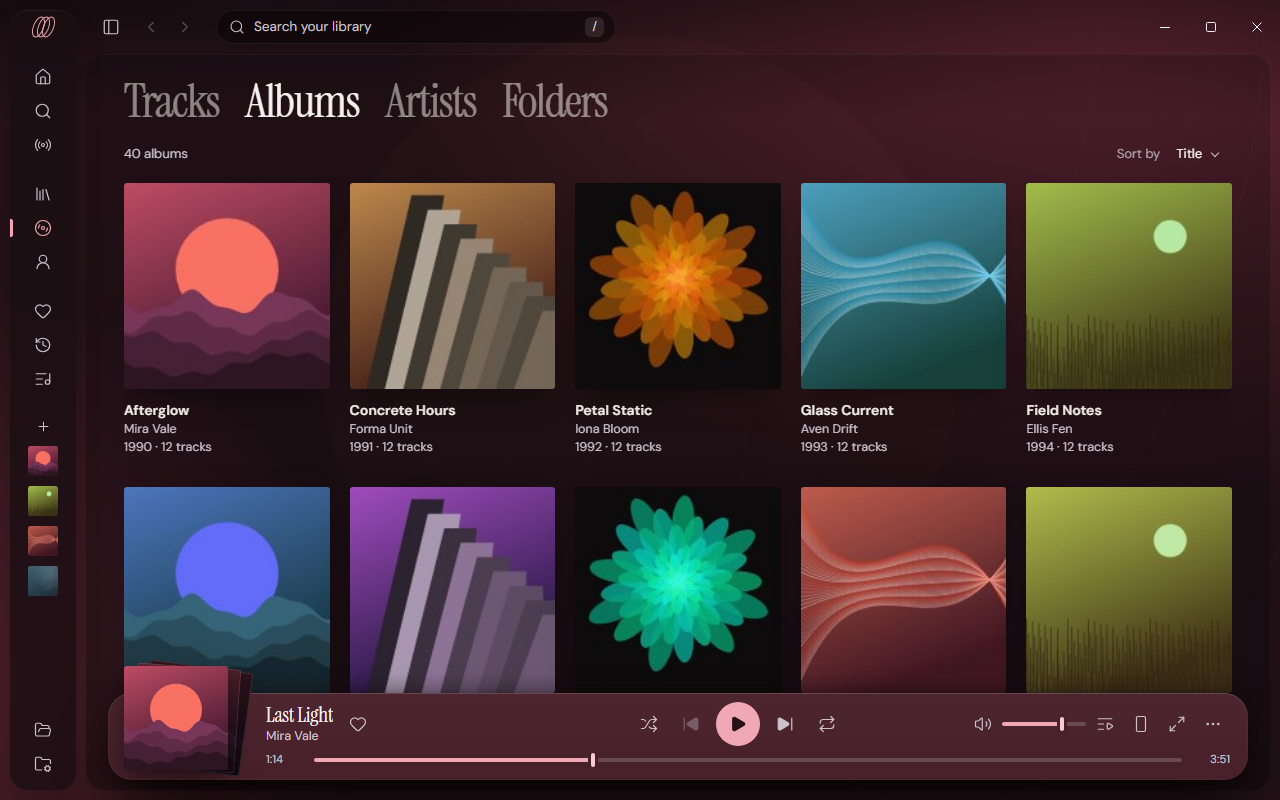 Search your library
/
Tracks Albums Artists Folders
40 albums
Sort by Title
Afterglow
Mira Vale
1990 · 12 tracks
Concrete Hours
Forma Unit
1991 · 12 tracks
Petal Static
Iona Bloom
1992 · 12 tracks
Glass Current
Aven Drift
1993 · 12 tracks
Field Notes
Ellis Fen
1994 · 12 tracks
Last Light
Mira Vale
1:14
3:51